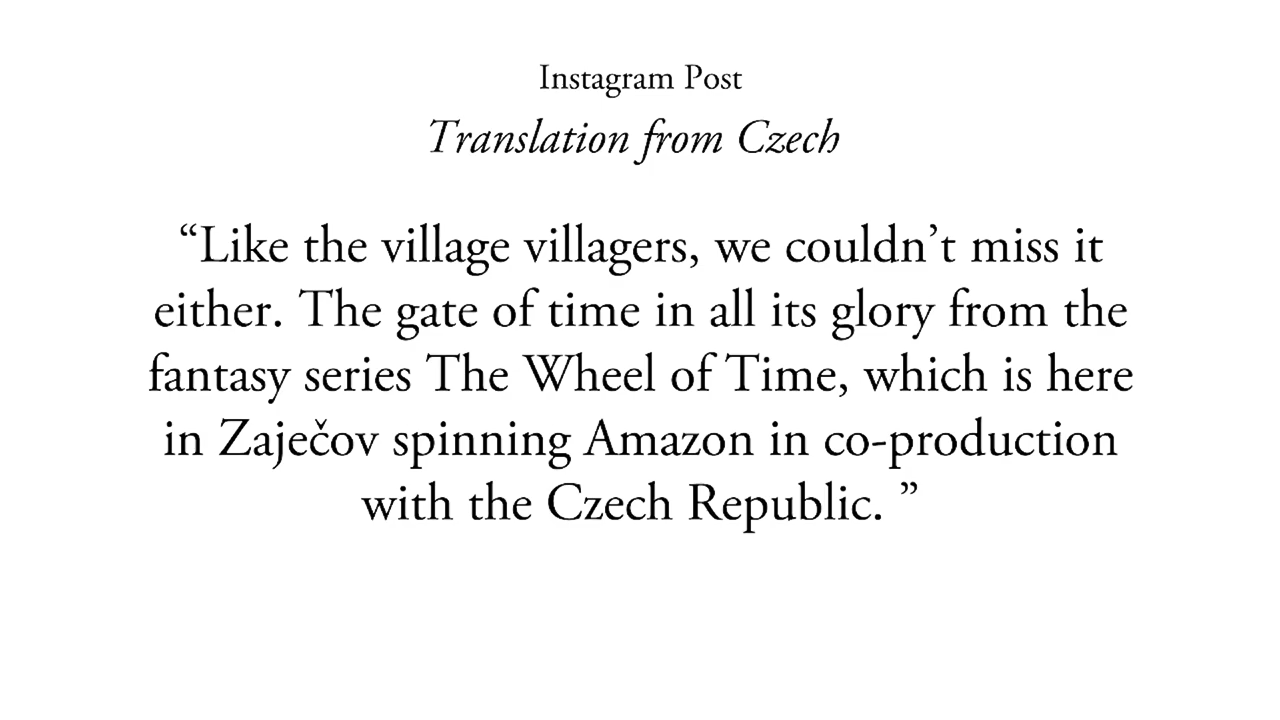 Instagram Post
Translation from Czech
“Like the village villagers, we couldn’t miss it
either. The gate of time in all its glory from the
fantasy series The Wheel of Time, which is here
in Zaječov spinning Amazon in co-production
with the Czech Republic. ”